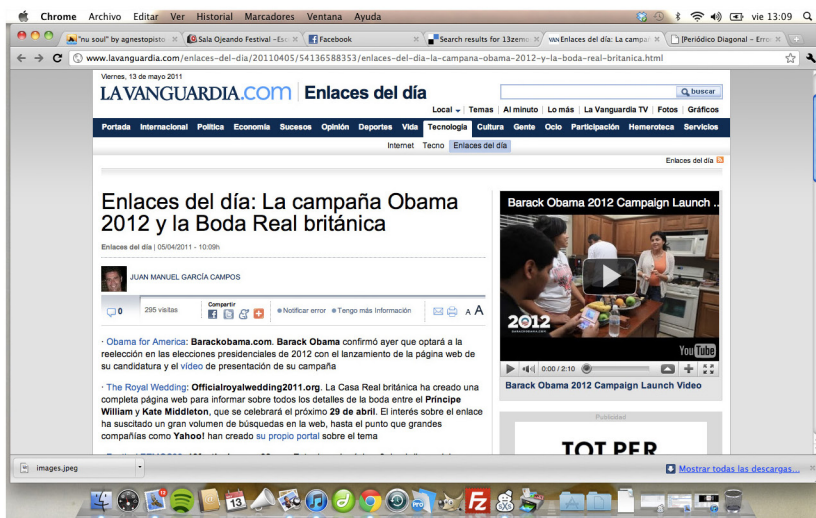 Chrome Archivo Editar Ver Historial Marcadores Ventana Ayuda vie 13:09
"nu soul" by agnestopista Sala Ojeando Festival Facebook Search results for 13zemo Enlaces del día: La campa [Periódico Diagonal - Erro
www.lavanguardia.com/enlaces-del-dia/20110405/54136588353/enlaces-del-dia-la-campana-obama-2012-y-la-boda-real-britanica.html
Viernes, 13 de mayo 2011
LAVANGUARDIA.COM Enlaces del día
buscar
Local Temas Al minuto Lo más La Vanguardia TV Fotos Gráficos
Portada Internacional Política Economía Sucesos Opinión Deportes Vida Tecnología Cultura Gente Ocio Participación Hemeroteca Servicios
Internet Tecno Enlaces del día
Enlaces del día
Enlaces del día: La campaña Obama
2012 y la Boda Real británica
Enlaces del día | 05/04/2011 - 10:09h
JUAN MANUEL GARCÍA CAMPOS
0 295 visitas Compartir Notificar error Tengo más Información A A
· Obama for America: Barackobama.com. Barack Obama confirmó ayer que optará a la
reelección en las elecciones presidenciales de 2012 con el lanzamiento de la página web de
su candidatura y el vídeo de presentación de su campaña
· The Royal Wedding: Officialroyalwedding2011.org. La Casa Real británica ha creado una
completa página web para informar sobre todos los detalles de la boda entre el Príncipe
William y Kate Middleton, que se celebrará el próximo 29 de abril. El interés sobre el enlace
ha suscitado un gran volumen de búsquedas en la web, hasta el punto que grandes
compañías como Yahoo! han creado su propio portal sobre el tema
Barack Obama 2012 Campaign Launch ..
2012
BARACKOBAMA.COM
YouTube
0:00 / 2:10
Barack Obama 2012 Campaign Launch Video
Publicidad
TOT PER
images.jpeg
Mostrar todas las descargas...
13